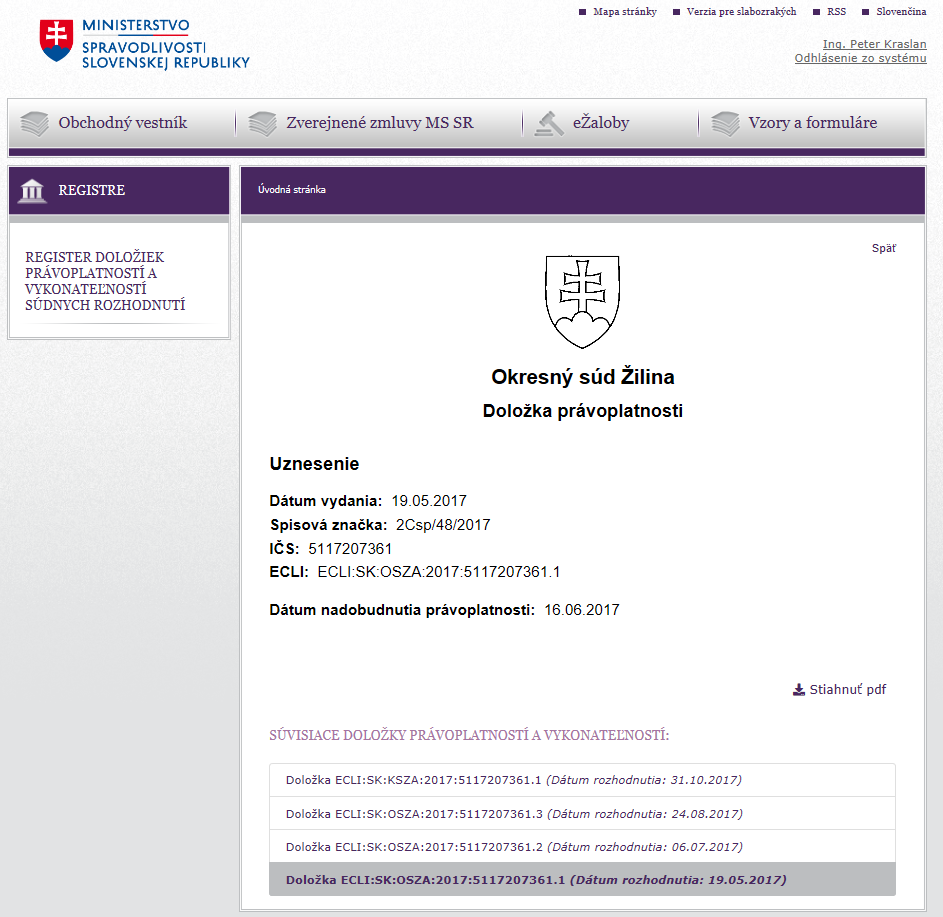 Mapa stránky Verzia pre slabozrakých RSS Slovenčina
MINISTERSTVO
SPRAVODLIVOSTI
SLOVENSKEJ REPUBLIKY
Ing. Peter Kraslan
Odhlásenie zo systému
Obchodný vestník Zverejnené zmluvy MS SR eŽaloby Vzory a formuláre
REGISTRE
Úvodná stránka
REGISTER DOLOŽIEK
PRÁVOPLATNOSTÍ A
VYKONATEĽNOSTÍ
SÚDNYCH ROZHODNUTÍ
Späť
Okresný súd Žilina
Doložka právoplatnosti
Uznesenie
Dátum vydania: 19.05.2017
Spisová značka: 2Csp/48/2017
IČS: 5117207361
ECLI: ECLI:SK:OSZA:2017:5117207361.1
Dátum nadobudnutia právoplatnosti: 16.06.2017
Stiahnuť pdf
SÚVISIACE DOLOŽKY PRÁVOPLATNOSTÍ A VYKONATEĽNOSTÍ:
Doložka ECLI:SK:KSZA:2017:5117207361.1 (Dátum rozhodnutia: 31.10.2017)
Doložka ECLI:SK:OSZA:2017:5117207361.3 (Dátum rozhodnutia: 24.08.2017)
Doložka ECLI:SK:OSZA:2017:5117207361.2 (Dátum rozhodnutia: 06.07.2017)
Doložka ECLI:SK:OSZA:2017:5117207361.1 (Dátum rozhodnutia: 19.05.2017)